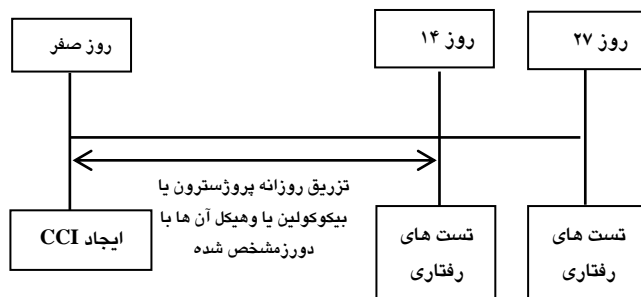 روز صفر
روز ۱۴
روز ۲۷
تزریق روزانه پروژسترون یا
بیکوکولین یا وهیکل آن ها با
دورزمشخص شده
ایجاد CCI
تست های
رفتاری
تست های
رفتاری